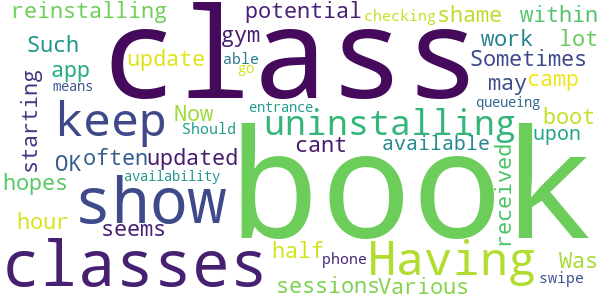 reinstalling
class
potential
checking
shame
within
Such
gym
work
lot
app
update
able
Sometimes
means
go
may
camp
starting
keep
entrance
queueing
Now
Should
uninstalling
boot
OK
often
updated
cant
available
upon
hopes
show
availability
book
received
hour
seems
classes
half
phone
Having
Was
sessions
Various
swipe